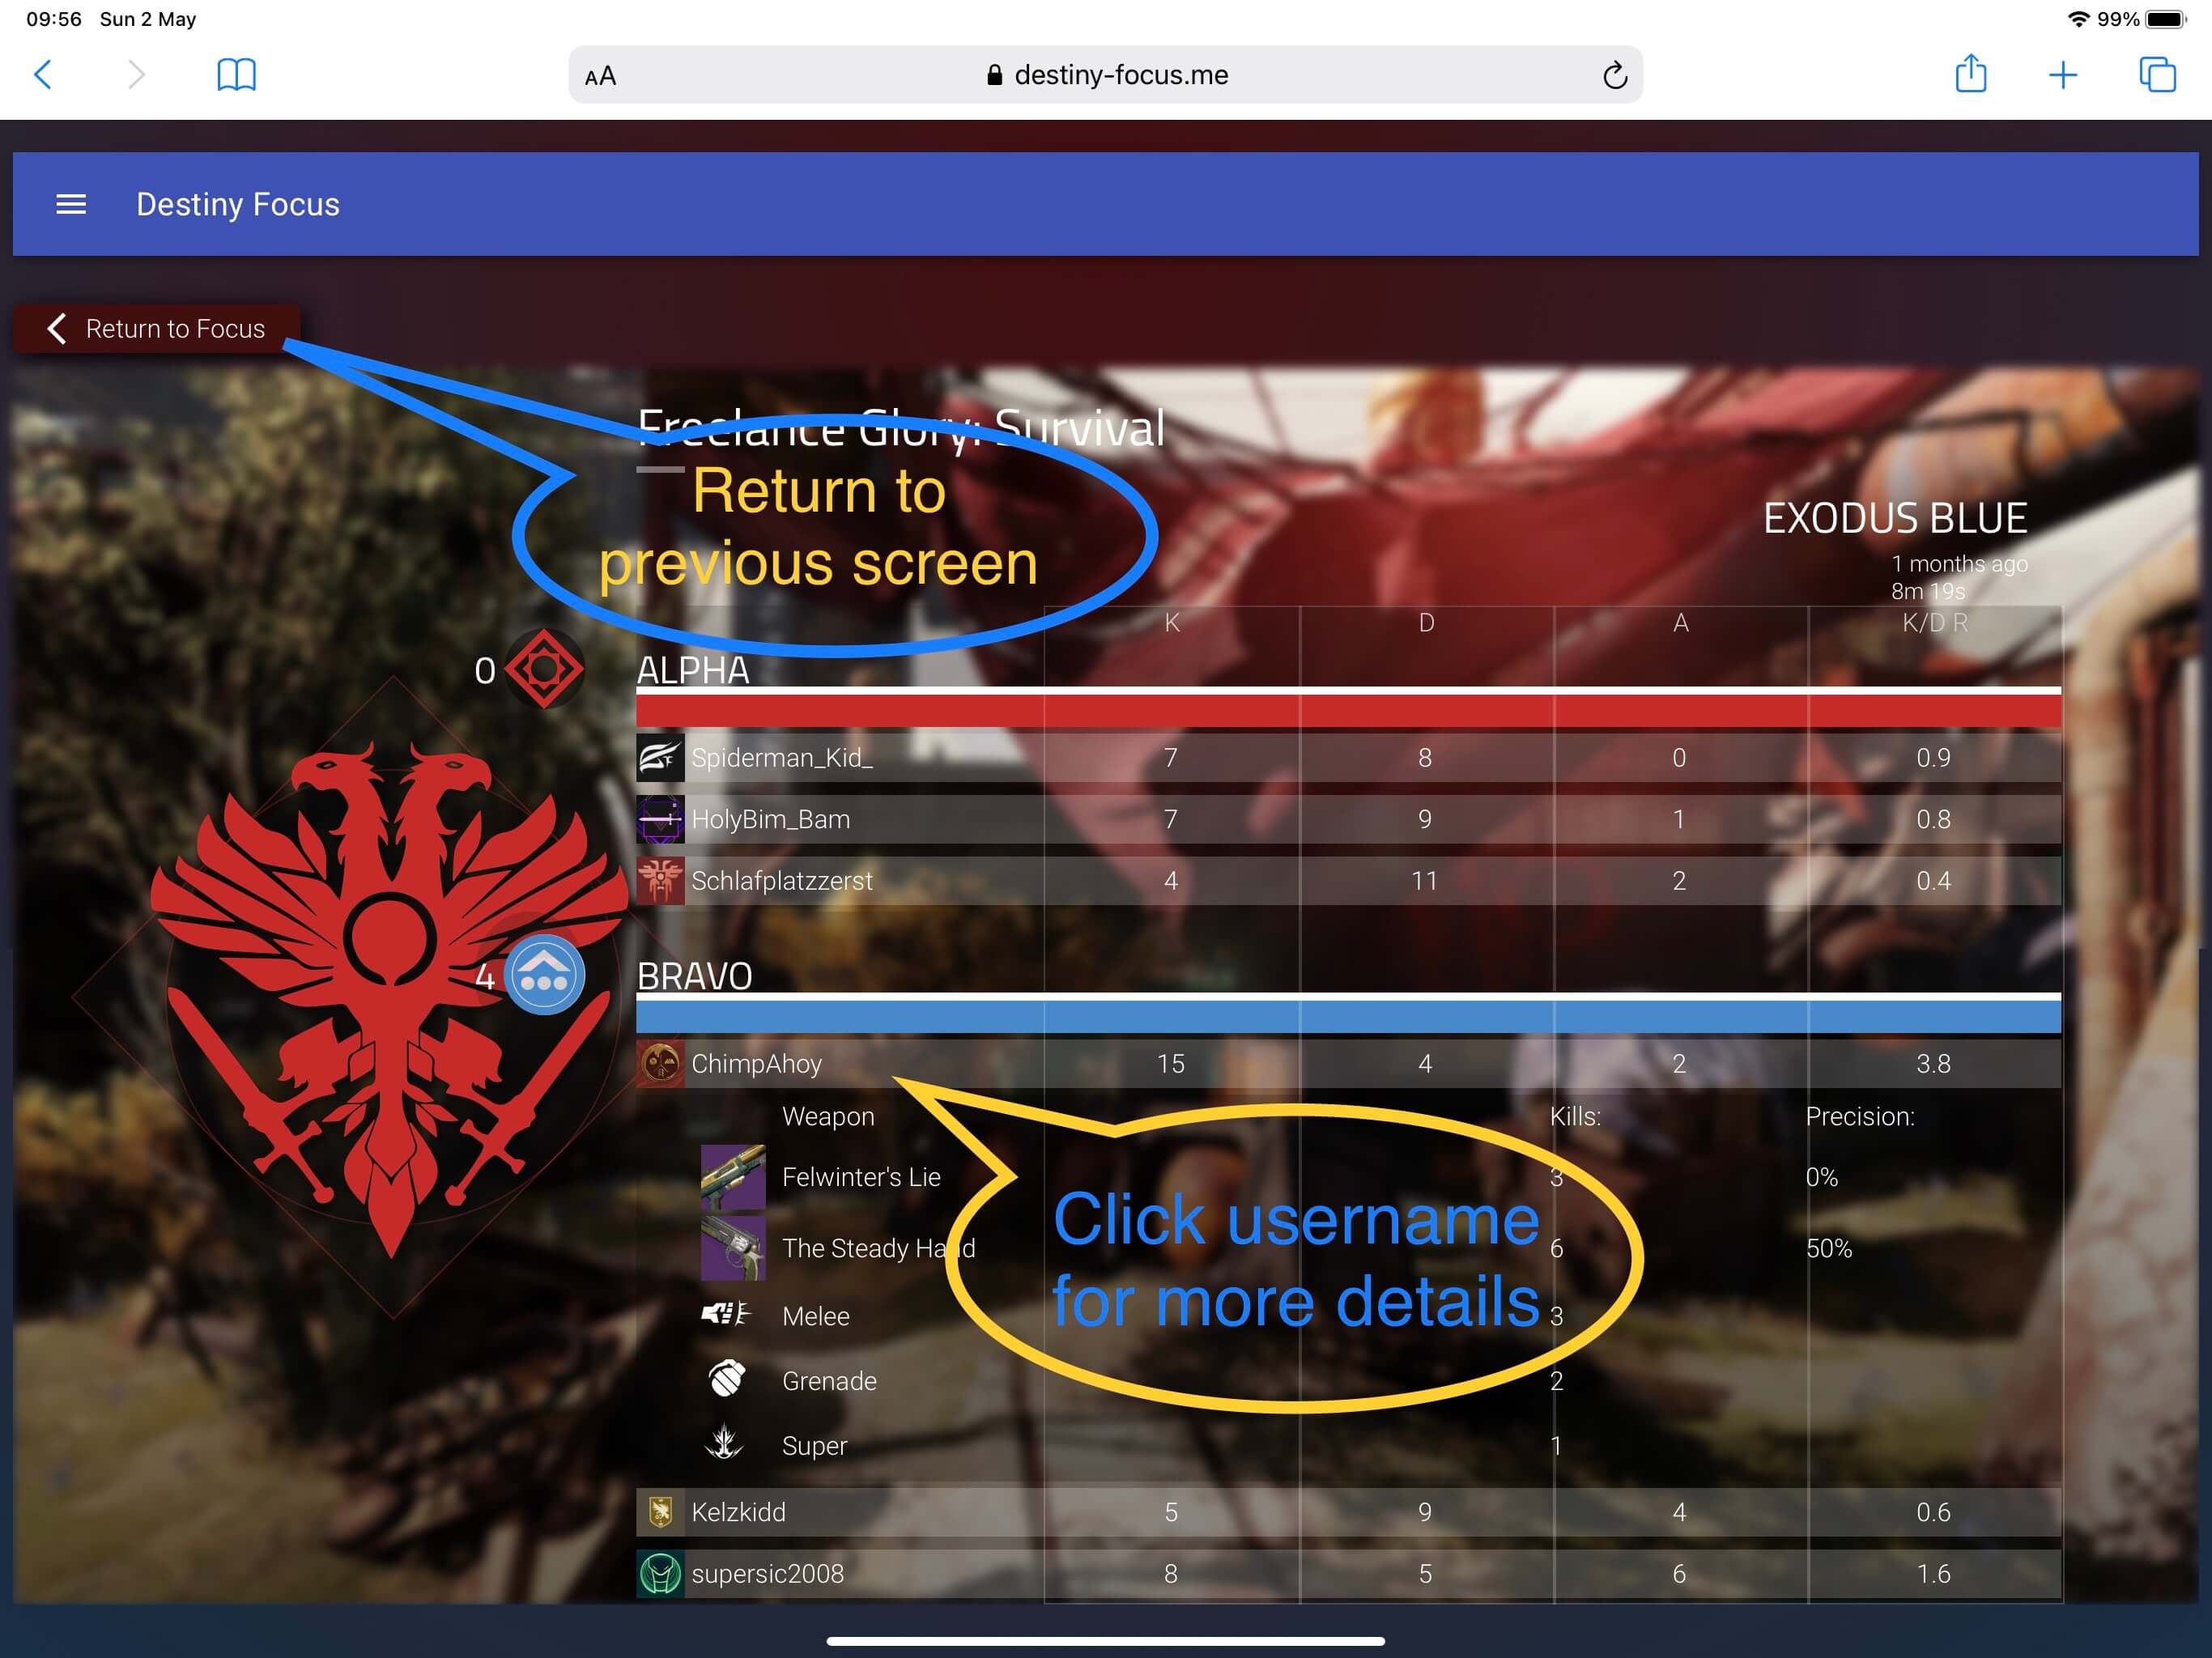 09:56 Sun 2 May
99%
AA
destiny-focus.me
Destiny Focus
Return to Focus
Freelance Glory: Survival
Return to
previous screen
EXODUS BLUE
1 months ago
8m 19s
K D A K/D R
0
ALPHA
Spiderman_Kid_ 7 8 0 0.9
HolyBim_Bam 7 9 1 0.8
Schlafplatzzerst 4 11 2 0.4
4
BRAVO
ChimpAhoy 15 4 2 3.8
Weapon Kills: Precision:
Felwinter's Lie 3 0%
The Steady Hand 6 50%
Click username
for more details
Melee 3
Grenade 2
Super 1
Kelzkidd 5 9 4 0.6
supersic2008 8 5 6 1.6